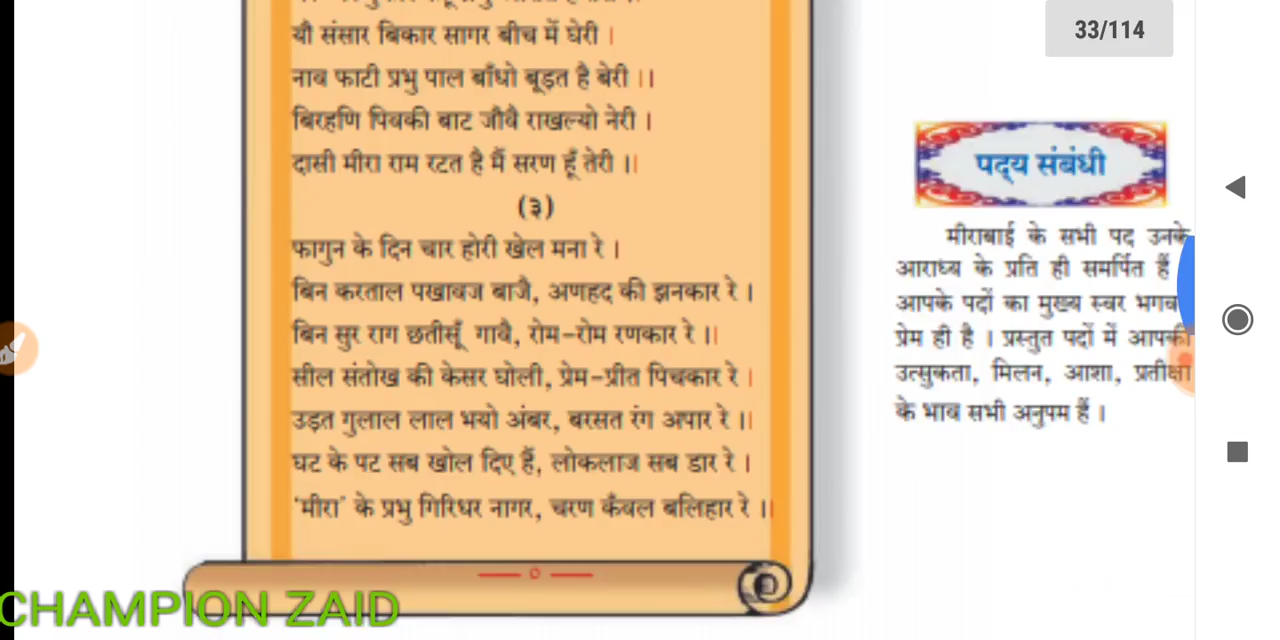 33/114
यौ संसार बिकार सागर बीच में घेरी ।
नाव फाटी प्रभु पाल बाँधो बूड़त है बेरी ।।
बिरहणि पिवकी बाट जौवै राखल्यो नेरी ।
दासी मीरा राम रटत है मैं सरण हूँ तेरी ।।
(३)
फागुन के दिन चार होरी खेल मना रे ।
बिन करताल पखावज बाजै, अणहद की झनकार रे ।
बिन सुर राग छतीसूँ गावै, रोम-रोम रणकार रे ।।
सील संतोख की केसर घोली, प्रेम-प्रीत पिचकार रे ।
उड़त गुलाल लाल भयो अंबर, बरसत रंग अपार रे ।।
घट के पट सब खोल दिए हैं, लोकलाज सब डार रे ।
'मीरा' के प्रभु गिरिधर नागर, चरण कँवल बलिहार रे ।।
पद्य संबंधी
मीराबाई के सभी पद उनके
आराध्य के प्रति ही समर्पित हैं
आपके पदों का मुख्य स्वर भगव
प्रेम ही है । प्रस्तुत पदों में आपकी
उत्सुकता, मिलन, आशा, प्रतीक्षा
के भाव सभी अनुपम हैं ।
CHAMPION ZAID